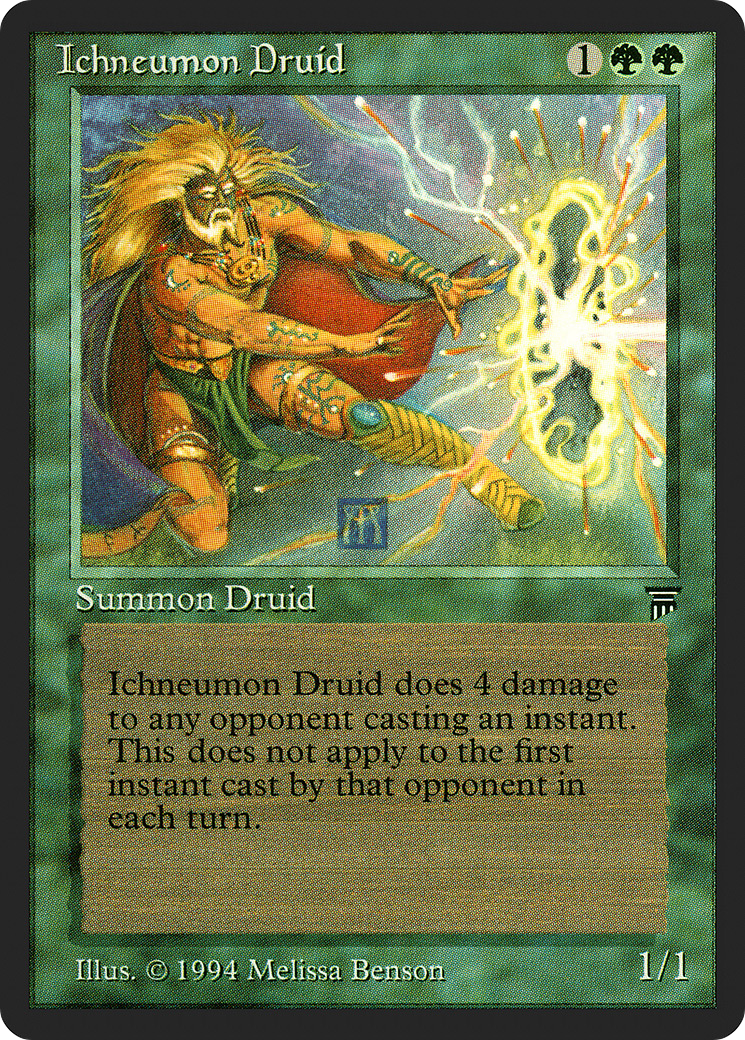 Ichneumon Druid 1
Summon Druid
Ichneumon Druid does 4 damage
to any opponent casting an instant.
This does not apply to the first
instant cast by that opponent in
each turn.
Illus. © 1994 Melissa Benson 1/1